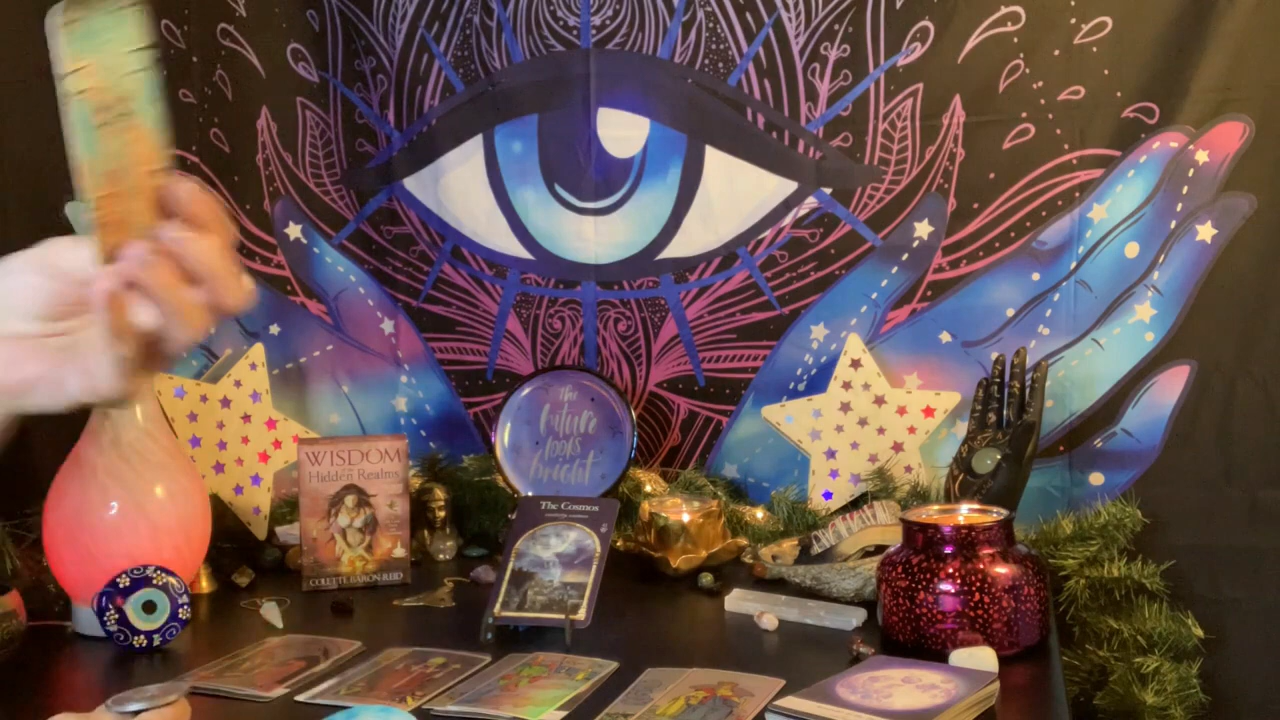 the
future
looks
bright
WISDOM
Hidden Realms
COLETTE BARON-REID
The Cosmos